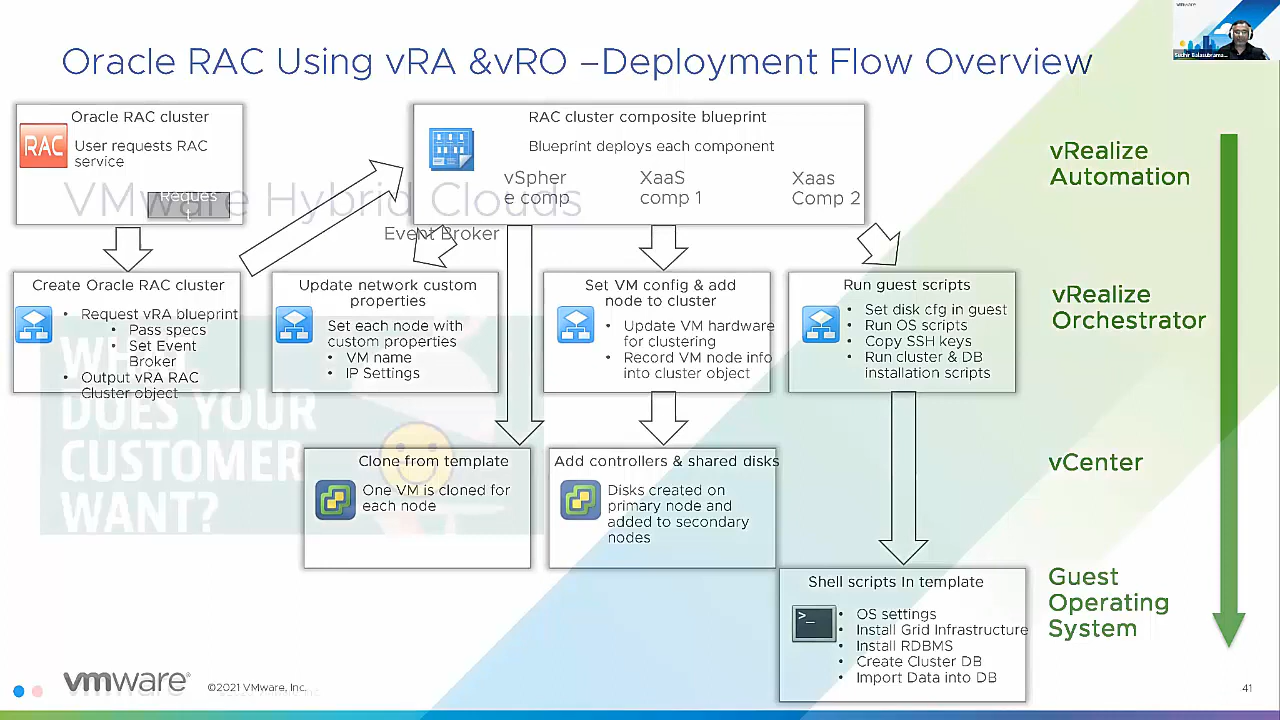 Oracle RAC Using vRA &vRO –Deployment Flow Overview
Oracle RAC cluster
RAC
User requests RAC
service
Reques
t
RAC cluster composite blueprint
Blueprint deploys each component
vSpher
e comp
XaaS
comp 1
Xaas
Comp 2
vRealize
Automation
VMware Hybrid Clouds
Event Broker
Create Oracle RAC cluster
• Request vRA blueprint
• Pass specs
• Set Event
Broker
• Output vRA RAC
Cluster object
Update network custom
properties
Set each node with
custom properties
• VM name
• IP Settings
Set VM config & add
node to cluster
• Update VM hardware
for clustering
• Record VM node info
into cluster object
Run guest scripts
• Set disk cfg in guest
• Run OS scripts
• Copy SSH keys
• Run cluster & DB
installation scripts
vRealize
Orchestrator
DOES YOUR
CUSTOMER
WANT?
Clone from template
One VM is cloned for
each node
Add controllers & shared disks
Disks created on
primary node and
added to secondary
nodes
vCenter
Shell scripts In template
>_
• OS settings
• Install Grid Infrastructure
• Install RDBMS
• Create Cluster DB
• Import Data into DB
Guest
Operating
System
vmware®
©2021 VMware, Inc.
41